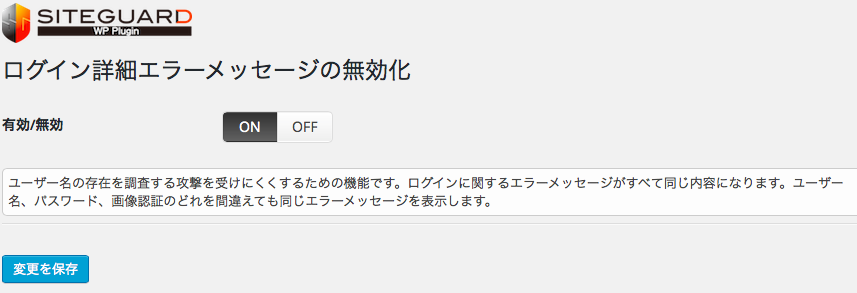 SITEGUARD
WP Plugin
ログイン詳細エラーメッセージの無効化
有効/無効
ON OFF
ユーザー名の存在を調査する攻撃を受けにくくするための機能です。ログインに関するエラーメッセージがすべて同じ内容になります。ユーザー
名、パスワード、画像認証のどれを間違えても同じエラーメッセージを表示します。
変更を保存